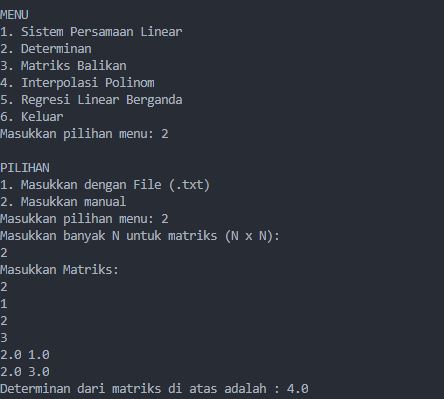 MENU
1. Sistem Persamaan Linear
2. Determinan
3. Matriks Balikan
4. Interpolasi Polinom
5. Regresi Linear Berganda
6. Keluar
Masukkan pilihan menu: 2
PILIHAN
1. Masukkan dengan File (.txt)
2. Masukkan manual
Masukkan pilihan menu: 2
Masukkan banyak N untuk matriks (N x N):
2
Masukkan Matriks:
2
1
2
3
2.0 1.0
2.0 3.0
Determinan dari matriks di atas adalah : 4.0